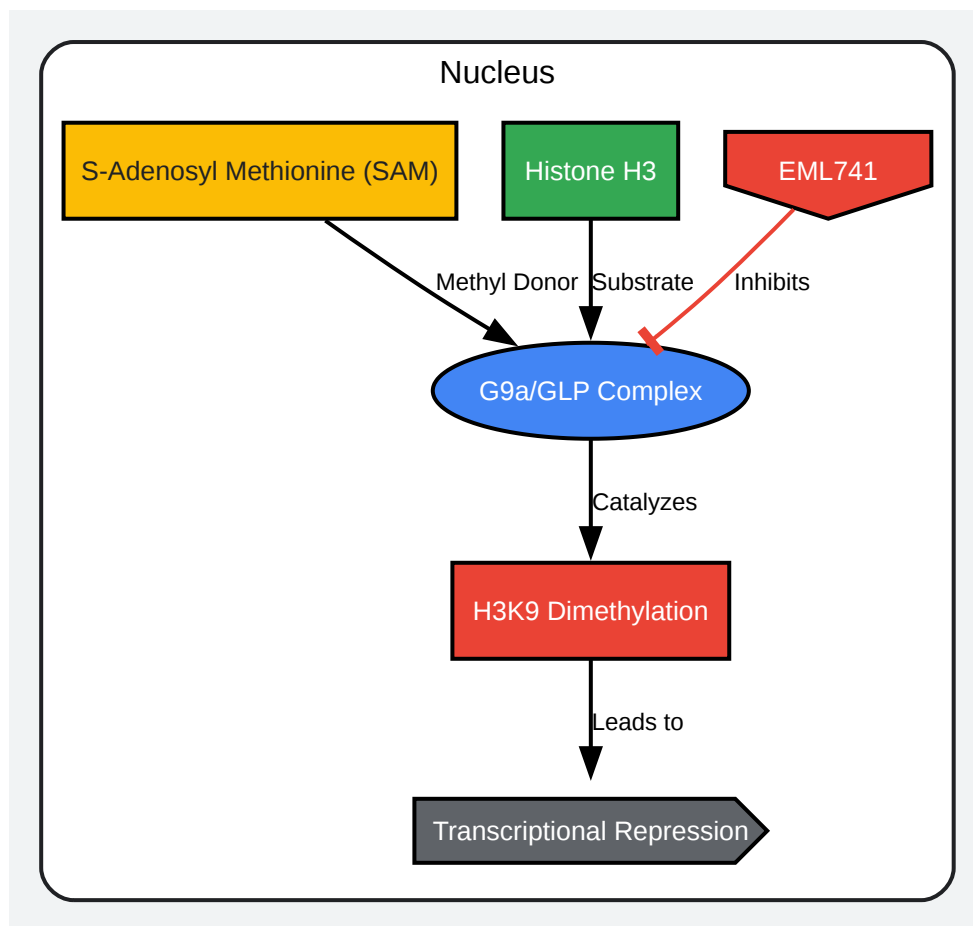 Nucleus
S-Adenosyl Methionine (SAM)
Histone H3
EML741
Methyl Donor
Substrate
Inhibits
G9a/GLP Complex
Catalyzes
H3K9 Dimethylation
Leads to
Transcriptional Repression